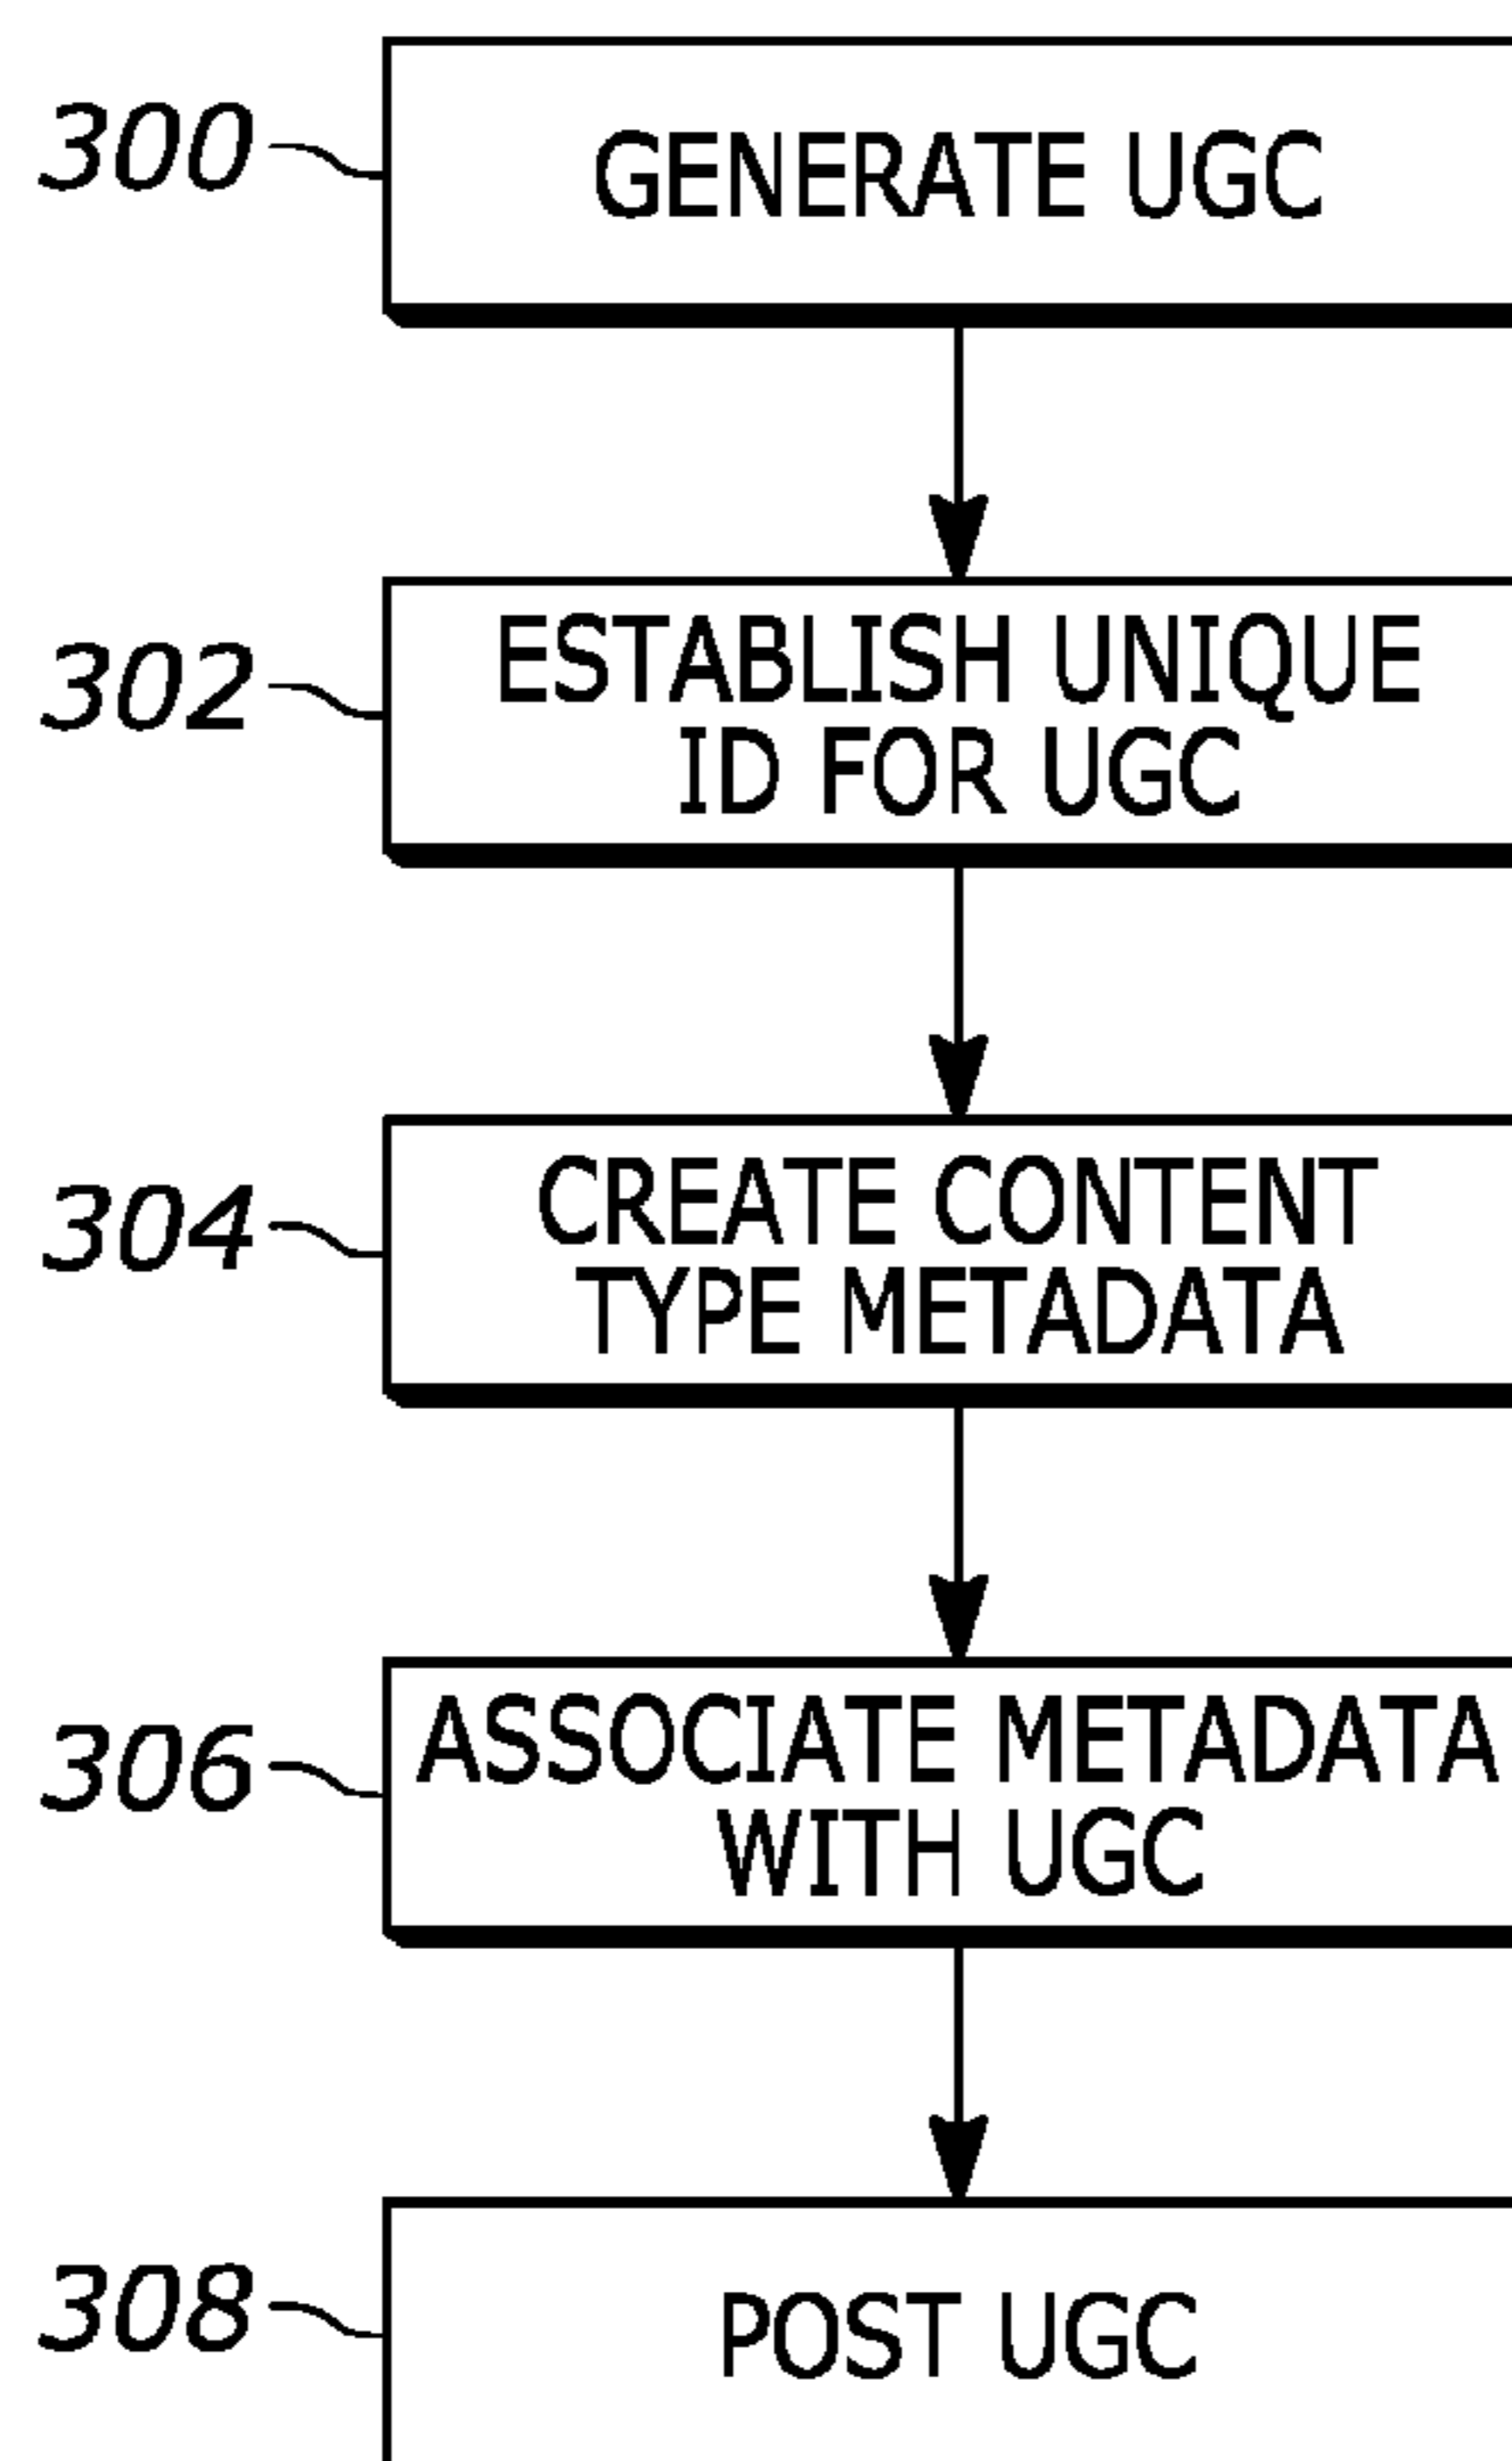 300
GENERATE UGC
302
ESTABLISH UNIQUE
ID FOR UGC
304
CREATE CONTENT
TYPE METADATA
306
ASSOCIATE METADATA
WITH UGC
308
POST UGC